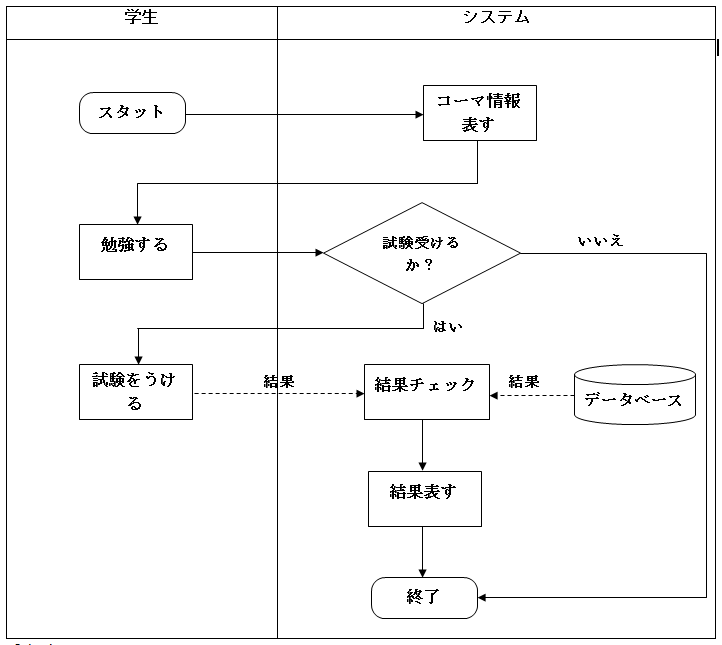 学生
システム
スタット
コーマ情報
表す
勉強する
試験受ける
か？
いいえ
はい
試験をうけ
る
結果
結果チェック
結果
データベース
結果表す
終了